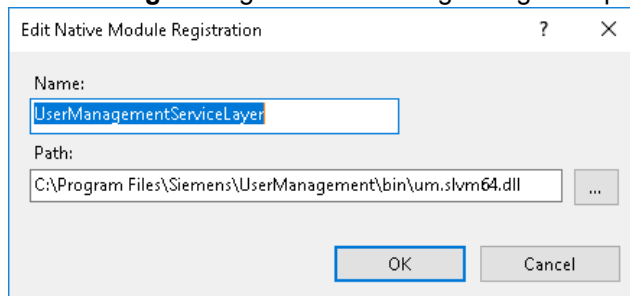 Edit Native Module Registration ? ×
Name:
UserManagementServiceLayer
Path:
C:\Program Files\Siemens\UserManagement\bin\um.slvm64.dll ...
OK Cancel